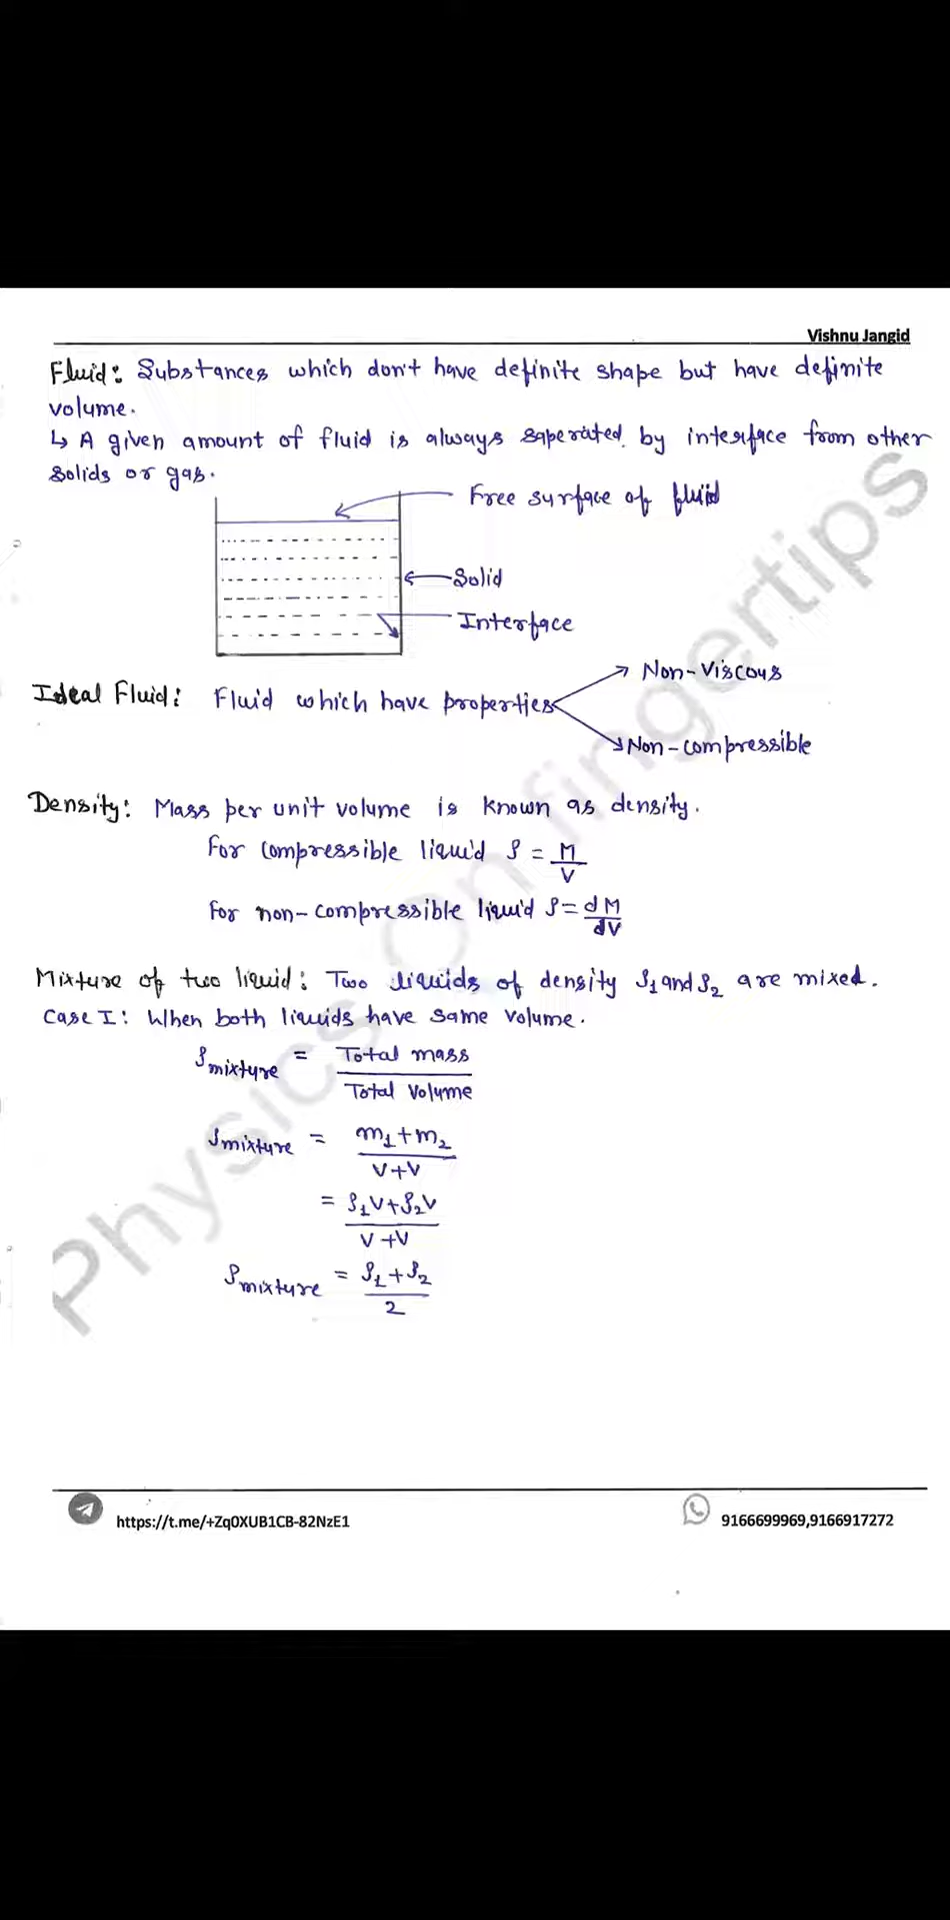 Vishnu Jangid
Fluid: Substances which don't have definite shape but have definite
volume.
↳ A given amount of fluid is always saperated by interface from other
solids or gas.
Free surface of fluid
Solid
Interface
Non-Viscous
Ideal Fluid: Fluid which have properties
Non-compressible
Density: Mass per unit volume is known as density.
For compressible liquid ρ = M/V
For non-compressible liquid ρ = dM/dV
Mixture of two liquid: Two liquids of density ρ₁ and ρ₂ are mixed.
Case I: When both liquids have same volume.
ρmixture = Total mass / Total Volume
ρmixture = m₁+m₂ / V+V
= ρ₁V+ρ₂V / V+V
ρmixture = ρ₁+ρ₂ / 2
Physics On fingertips
https://t.me/+Zq0XUB1CB-82NzE1
9166699969,9166917272